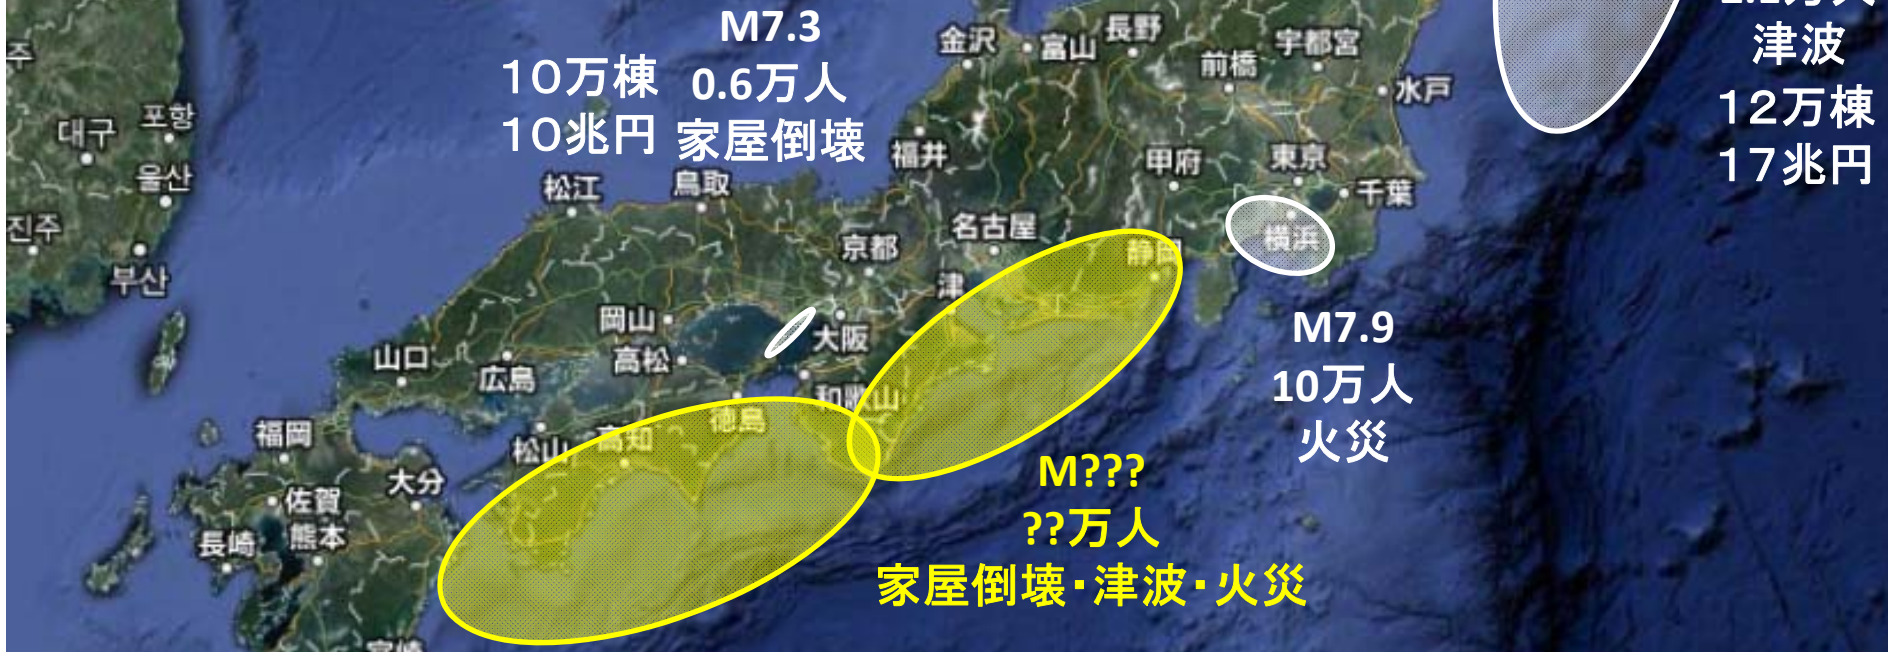 M7.3
10万棟 0.6万人
10兆円 家屋倒壊
津波
12万棟
17兆円
金沢
富山
長野
前橋
宇都宮
水戸
福井
甲府
東京
千葉
横浜
松江
鳥取
京都
名古屋
静岡
津
岡山
大阪
高松
山口
広島
和歌山
徳島
高知
松山
福岡
大分
佐賀
熊本
長崎
대구
포항
울산
진주
부산
M7.9
10万人
火災
M???
??万人
家屋倒壊・津波・火災